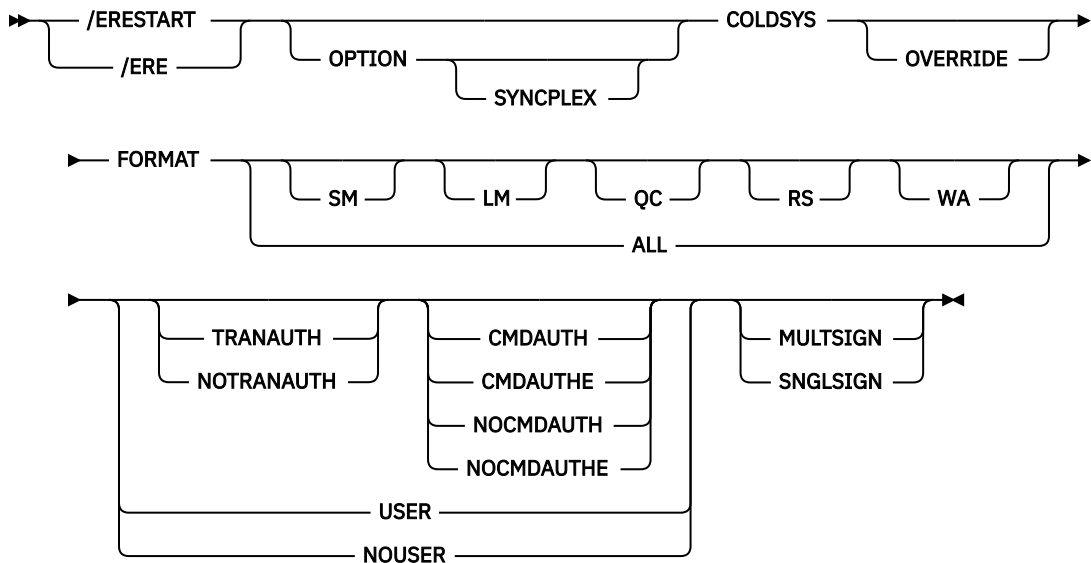 /ERESTART COLDSYS
/ERE OPTION OVERRIDE
SYNCPLEX
FORMAT
SM LM QC RS WA
ALL
TRANAUTH CMDAUTH MULTSIGN
NOTRANAUTH CMDAUTHE SNGLSIGN
NOCMDAUTH
NOCMDAUTHE
USER
NOUSER